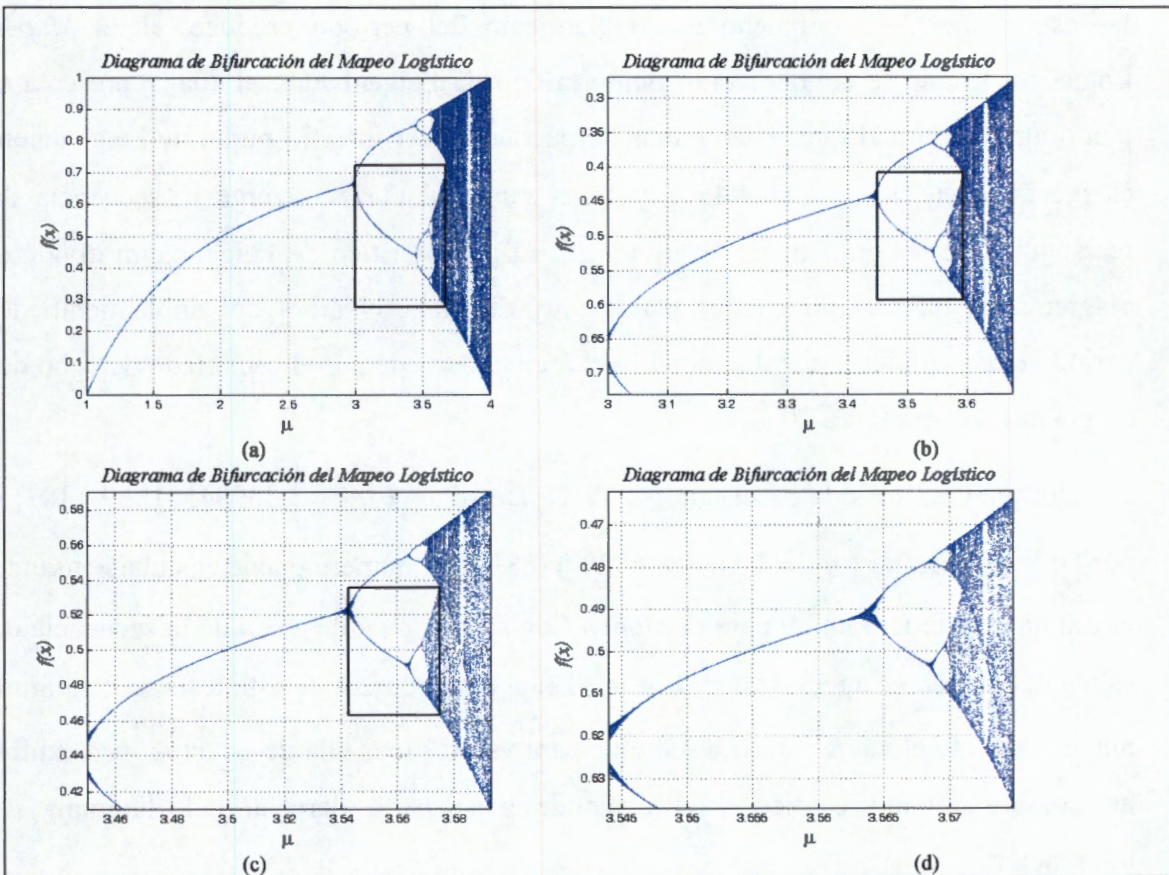 Diagrama de Bifurcación del Mapeo Logístico
1
0.9
0.8
0.7
0.6
0.5
0.4
0.3
0.2
0.1
0
f(x)
1 1.5 2 2.5 3 3.5 4
μ
(a)
Diagrama de Bifurcación del Mapeo Logístico
0.3
0.35
0.4
0.45
0.5
0.55
0.6
0.65
0.7
f(x)
3 3.1 3.2 3.3 3.4 3.5 3.6
μ
(b)
Diagrama de Bifurcación del Mapeo Logístico
0.58
0.56
0.54
0.52
0.5
0.48
0.46
0.44
0.42
f(x)
3.46 3.48 3.5 3.52 3.54 3.56 3.58
μ
(c)
Diagrama de Bifurcación del Mapeo Logístico
0.47
0.48
0.49
0.5
0.51
0.52
0.53
f(x)
3.545 3.55 3.555 3.56 3.565 3.57
μ
(d)